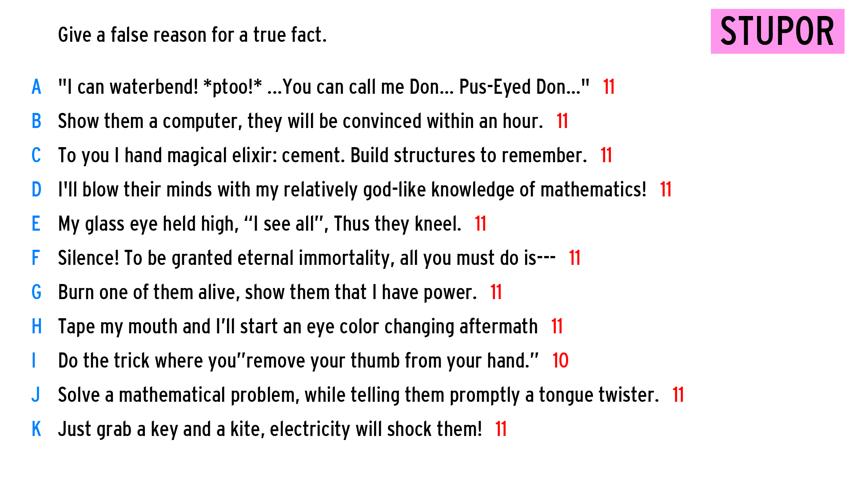 Give a false reason for a true fact.
STUPOR
A "I can waterbend! *ptoo!* ...You can call me Don... Pus-Eyed Don..." 11
B Show them a computer, they will be convinced within an hour. 11
C To you I hand magical elixir: cement. Build structures to remember. 11
D I'll blow their minds with my relatively god-like knowledge of mathematics! 11
E My glass eye held high, “I see all”, Thus they kneel. 11
F Silence! To be granted eternal immortality, all you must do is--- 11
G Burn one of them alive, show them that I have power. 11
H Tape my mouth and I’ll start an eye color changing aftermath 11
I Do the trick where you”remove your thumb from your hand.” 10
J Solve a mathematical problem, while telling them promptly a tongue twister. 11
K Just grab a key and a kite, electricity will shock them! 11